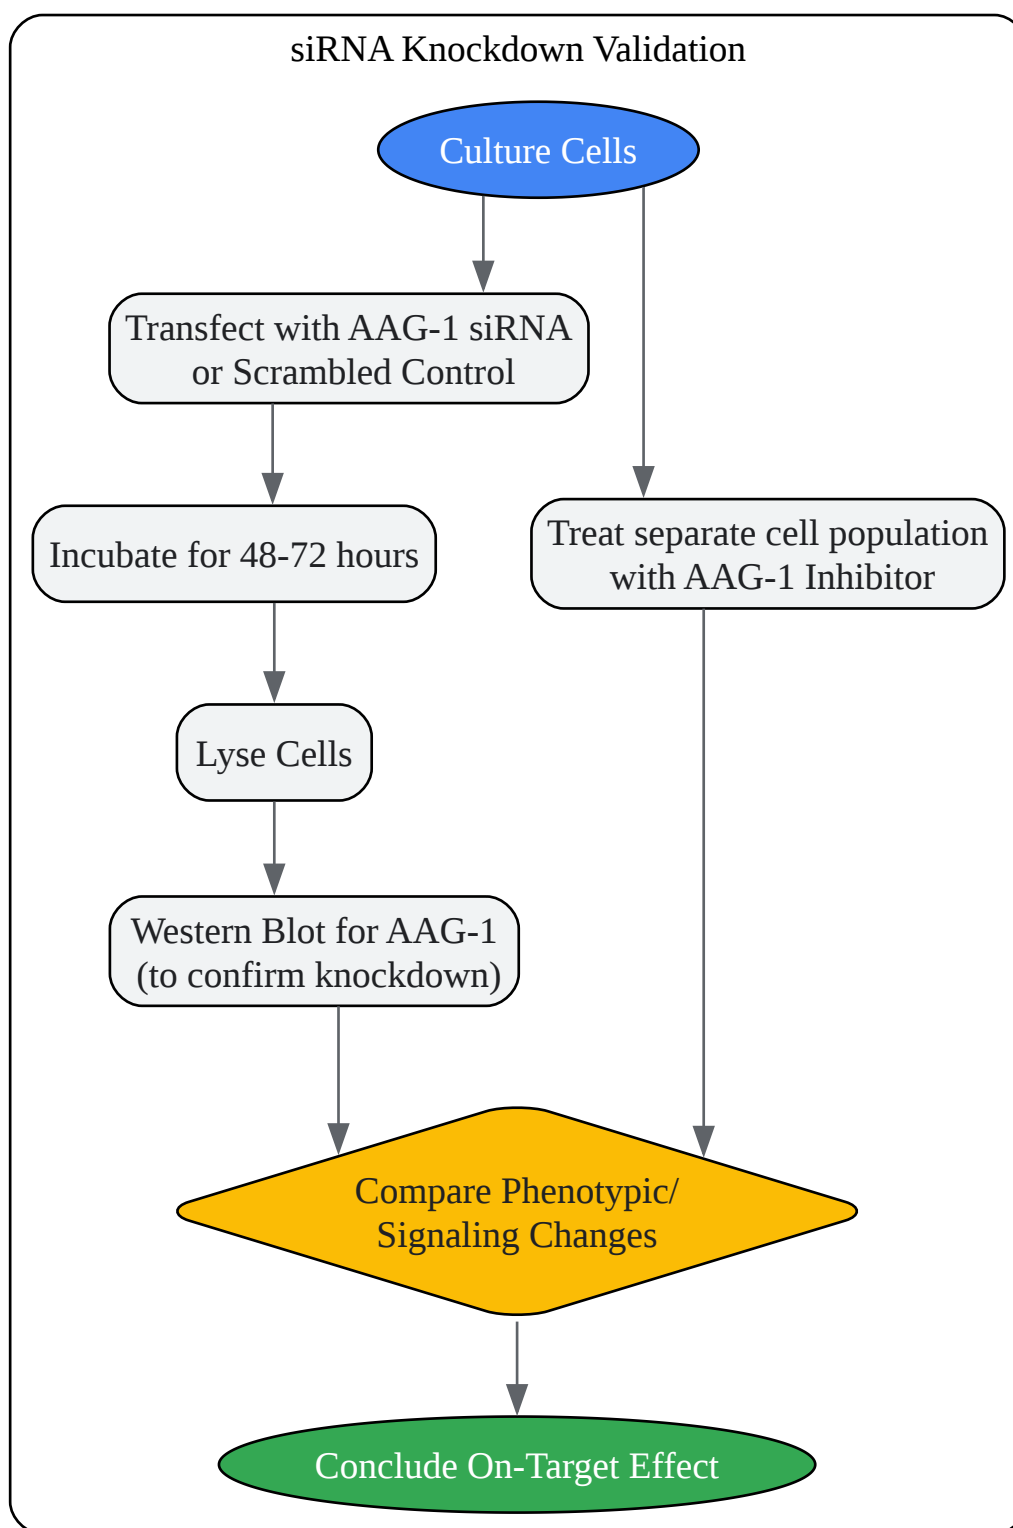 siRNA Knockdown Validation
Culture Cells
Transfect with AAG-1 siRNA
or Scrambled Control
Incubate for 48-72 hours
Treat separate cell population
with AAG-1 Inhibitor
Lyse Cells
Western Blot for AAG-1
(to confirm knockdown)
Compare Phenotypic/
Signaling Changes
Conclude On-Target Effect